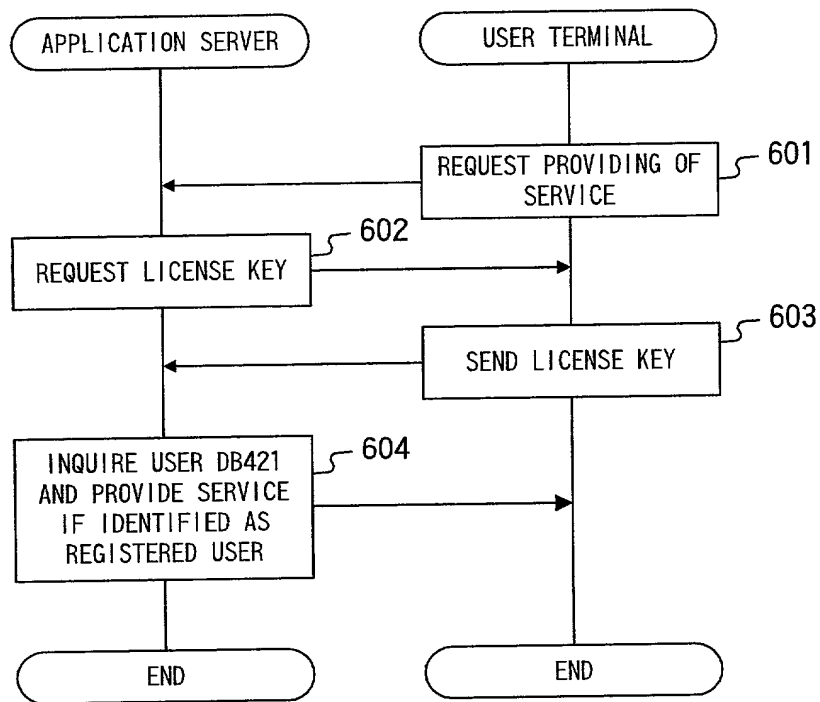 APPLICATION SERVER
USER TERMINAL
REQUEST PROVIDING OF
SERVICE
601
602
REQUEST LICENSE KEY
603
SEND LICENSE KEY
604
INQUIRE USER DB421
AND PROVIDE SERVICE
IF IDENTIFIED AS
REGISTERED USER
END
END